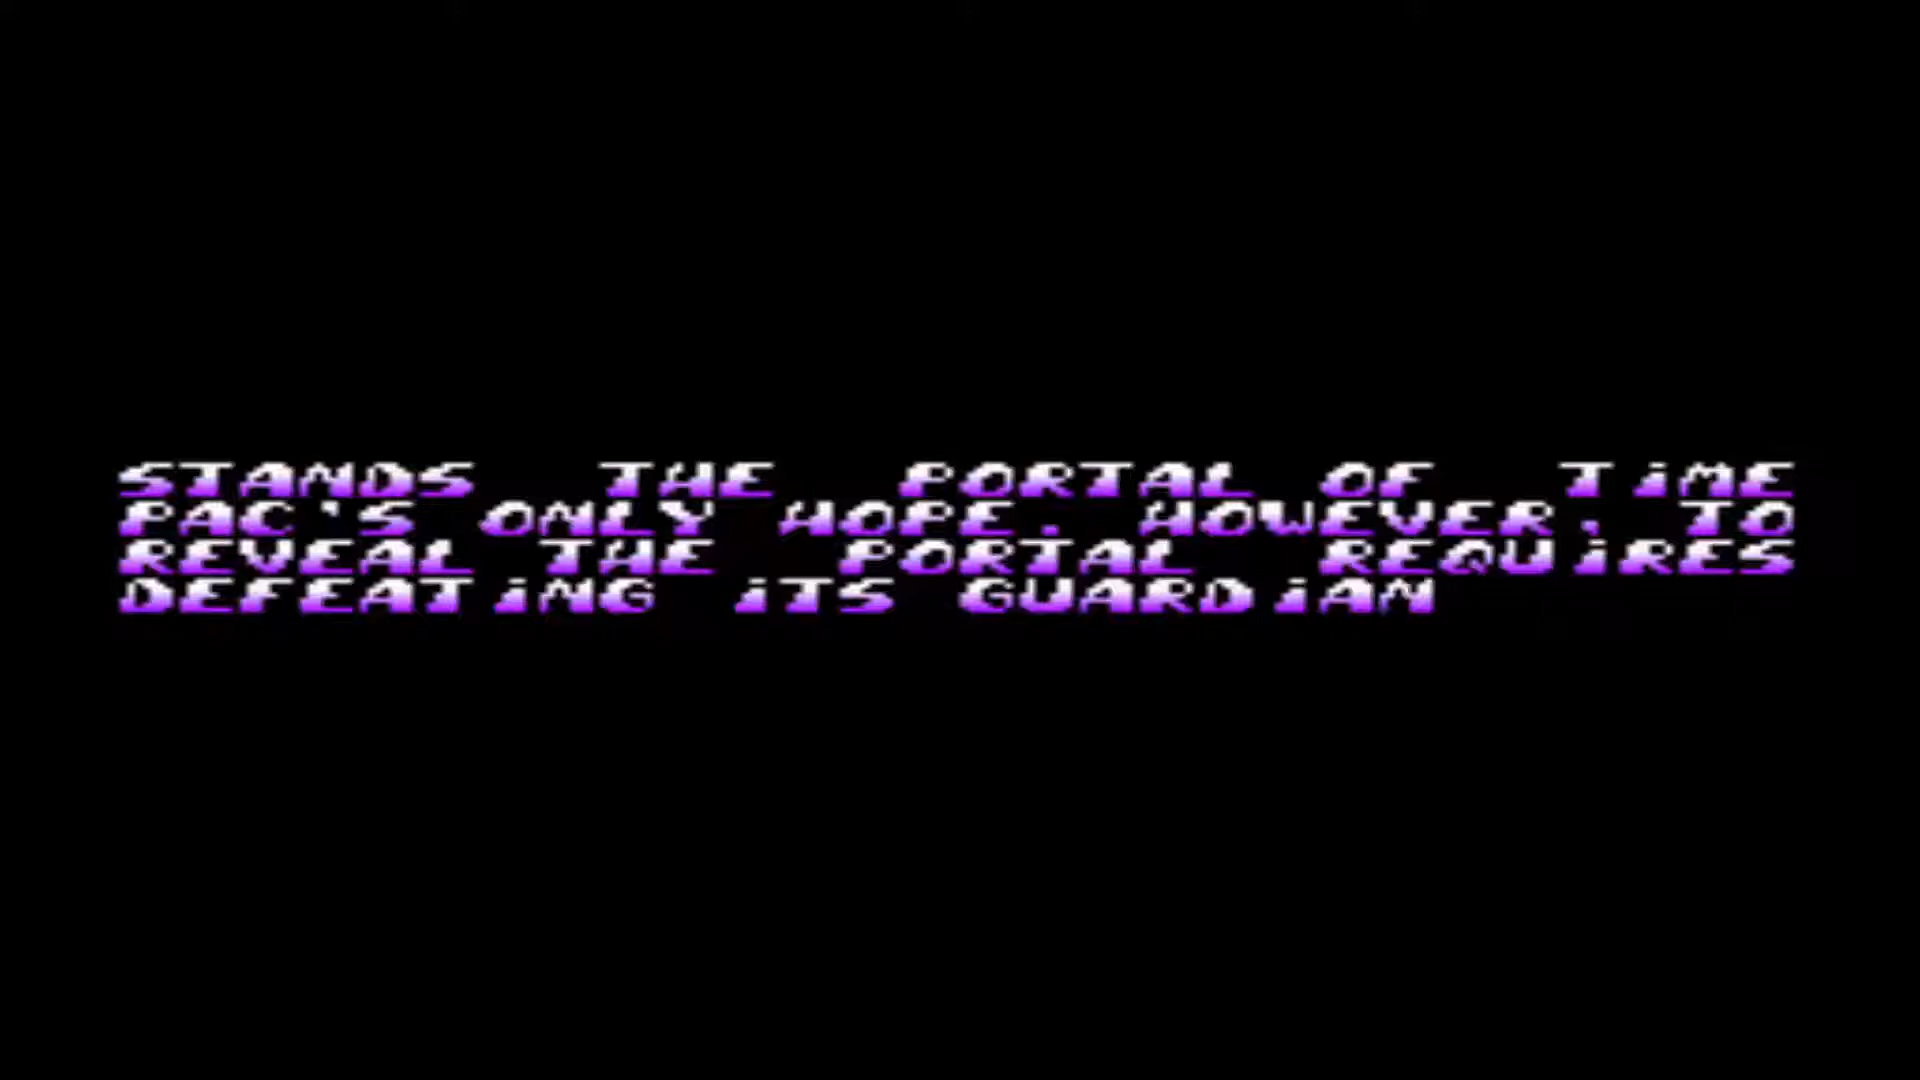 STANDS THE PORTAL OF TiME
PAC'S ONLY HOPE. HOWEVER, TO
REVEAL THE PORTAL REQUiRES
DEFEATiNG iTS GUARDiAN